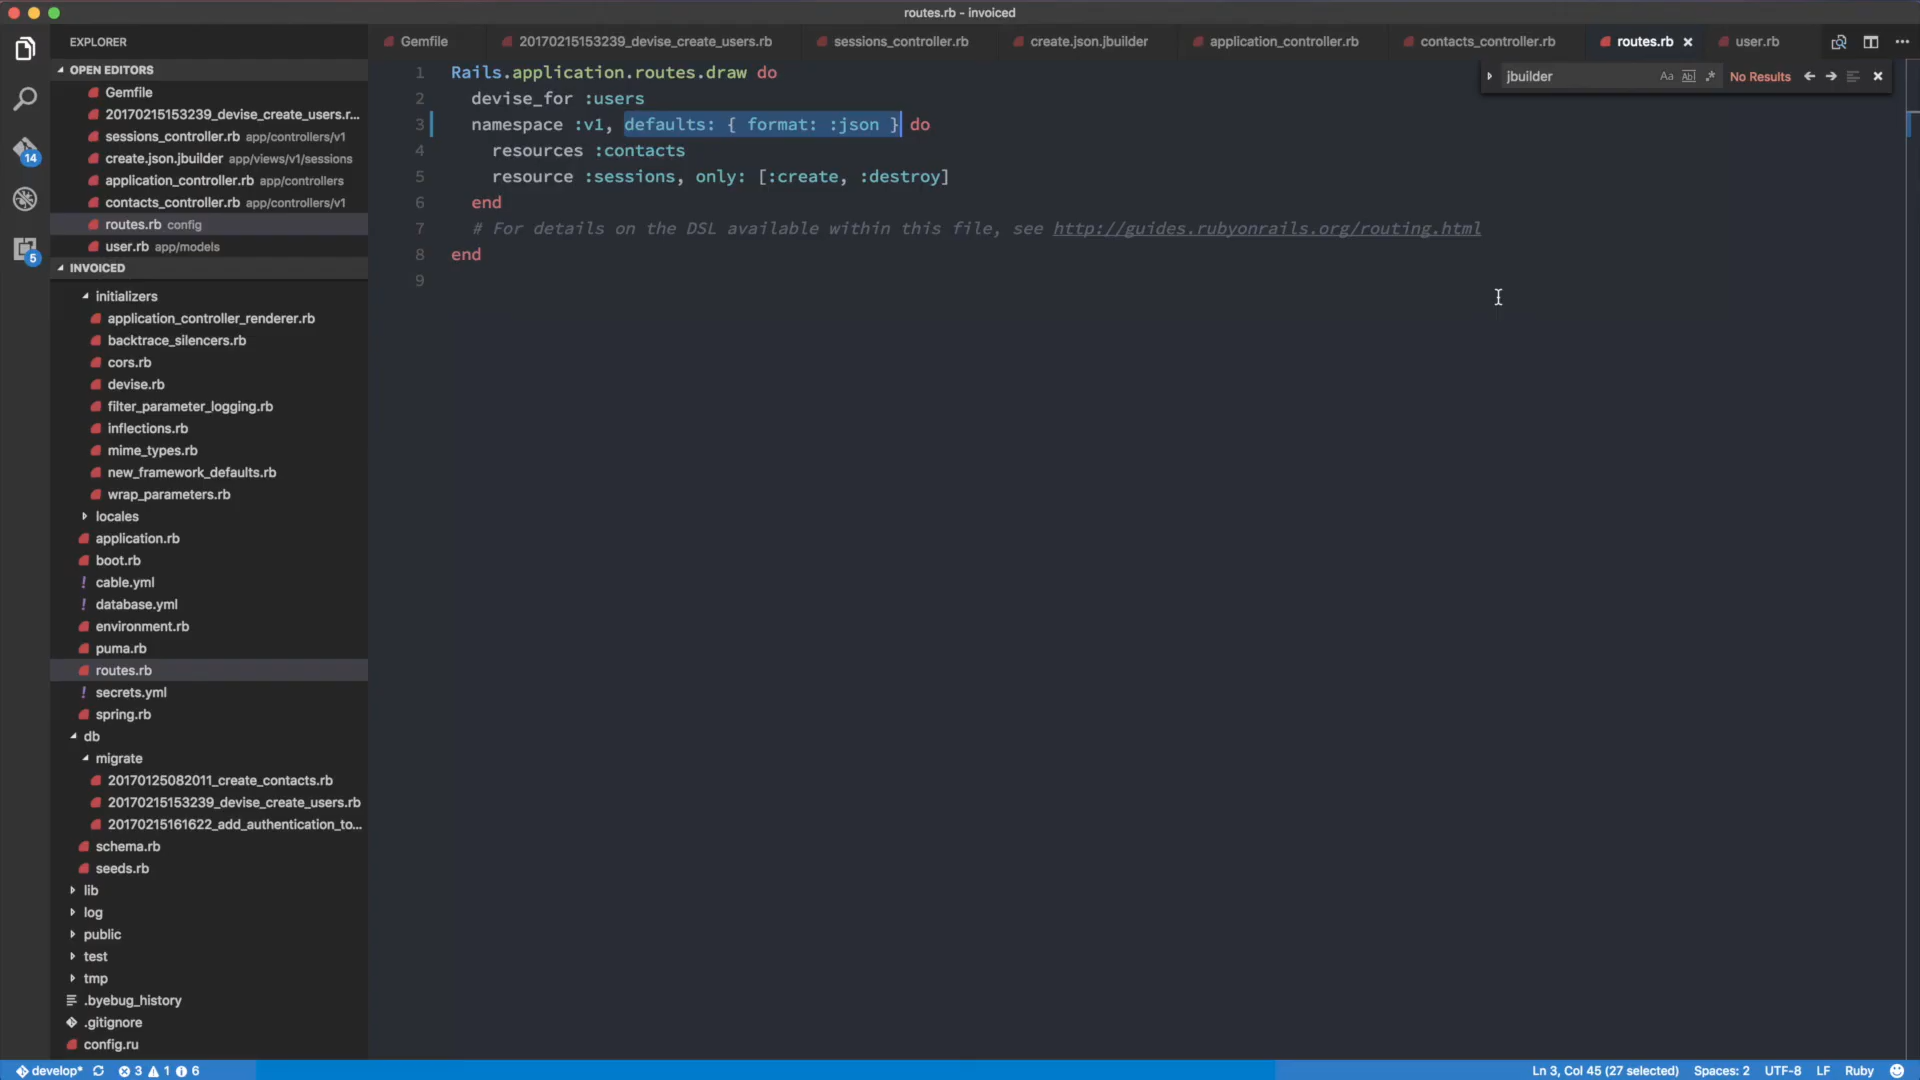 routes.rb - invoiced
EXPLORER
OPEN EDITORS
Gemfile
20170215153239_devise_create_users.r...
sessions_controller.rb app/controllers/v1
create.json.jbuilder app/views/v1/sessions
application_controller.rb app/controllers
contacts_controller.rb app/controllers/v1
routes.rb config
user.rb app/models
INVOICED
initializers
application_controller_renderer.rb
backtrace_silencers.rb
cors.rb
devise.rb
filter_parameter_logging.rb
inflections.rb
mime_types.rb
new_framework_defaults.rb
wrap_parameters.rb
locales
application.rb
boot.rb
! cable.yml
! database.yml
environment.rb
puma.rb
routes.rb
! secrets.yml
spring.rb
db
migrate
20170125082011_create_contacts.rb
20170215153239_devise_create_users.rb
20170215161622_add_authentication_to...
schema.rb
seeds.rb
lib
log
public
test
tmp
.byebug_history
.gitignore
config.ru
14
5
Gemfile 20170215153239_devise_create_users.rb sessions_controller.rb create.json.jbuilder application_controller.rb contacts_controller.rb routes.rb user.rb
jbuilder Aa Abl .* No Results
1 Rails.application.routes.draw do
2 devise_for :users
3 namespace :v1, defaults: { format: :json } do
4 resources :contacts
5 resource :sessions, only: [:create, :destroy]
6 end
7 # For details on the DSL available within this file, see http://guides.rubyonrails.org/routing.html
8 end
9
develop* 3 1 6 Ln 3, Col 45 (27 selected) Spaces: 2 UTF-8 LF Ruby